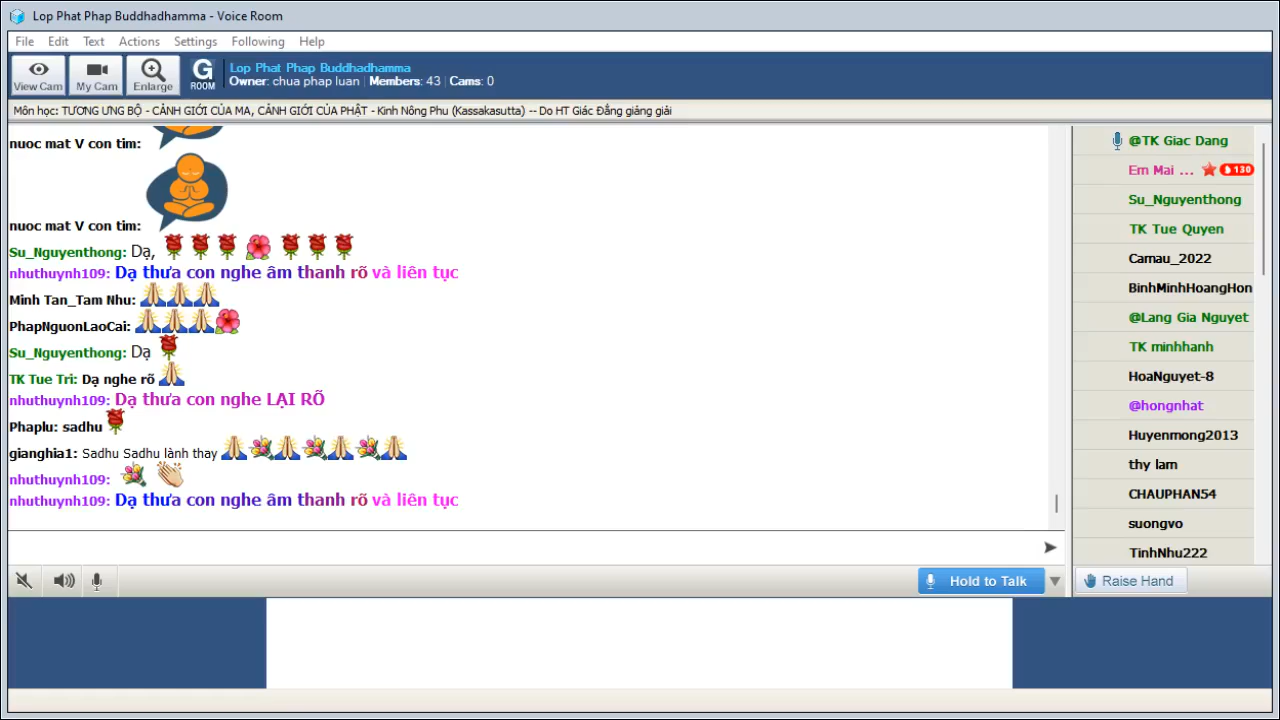 Lop Phat Phap Buddhadhamma - Voice Room
File Edit Text Actions Settings Following Help
View Cam My Cam Enlarge G ROOM
Lop Phat Phap Buddhadhamma
Owner: chua phap luan | Members: 43 | Cams: 0
Môn học: TƯƠNG ƯNG BỘ - CẢNH GIỚI CỦA MA, CẢNH GIỚI CỦA PHẬT - Kinh Nông Phu (Kassakasutta) -- Do HT Giác Đẳng giảng giải
nuoc mat V con tim:
nuoc mat V con tim:
Su_Nguyenthong: Dạ,
nhuthuynh109: Dạ thưa con nghe âm thanh rõ và liên tục
Minh Tan_Tam Nhu:
PhapNguonLaoCai:
Su_Nguyenthong: Dạ
TK Tue Tri: Dạ nghe rõ
nhuthuynh109: Dạ thưa con nghe LẠI RÕ
Phaplu: sadhu
gianghia1: Sadhu Sadhu lành thay
nhuthuynh109:
nhuthuynh109: Dạ thưa con nghe âm thanh rõ và liên tục
Hold to Talk
@TK Giac Dang
Em Mai ... 130
Su_Nguyenthong
TK Tue Quyen
Camau_2022
BinhMinhHoangHon
@Lang Gia Nguyet
TK minhhanh
HoaNguyet-8
@hongnhat
Huyenmong2013
thy lam
CHAUPHAN54
suongvo
TinhNhu222
Raise Hand